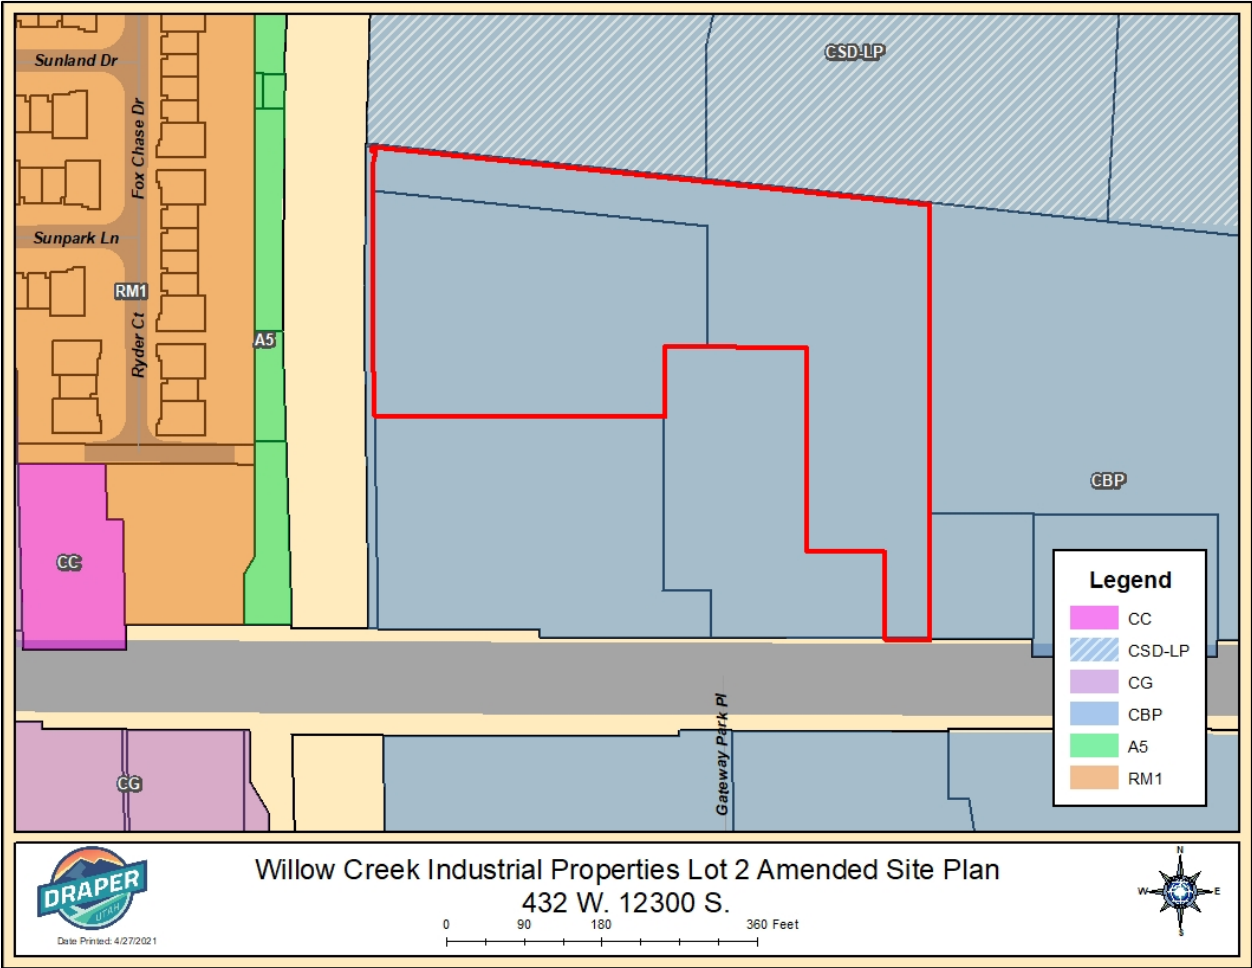 CSD-LP
Sunland Dr
Fox Chase Dr
Sunpark Ln
RM1
Ryder Ct
A5
CBP
CC
Gateway Park Pl
CG
Legend
CC
CSD-LP
CG
CBP
A5
RM1
DRAPER
UTAH
Date Printed: 4/27/2021
Willow Creek Industrial Properties Lot 2 Amended Site Plan
432 W. 12300 S.
0 90 180 360 Feet
N
W E
S